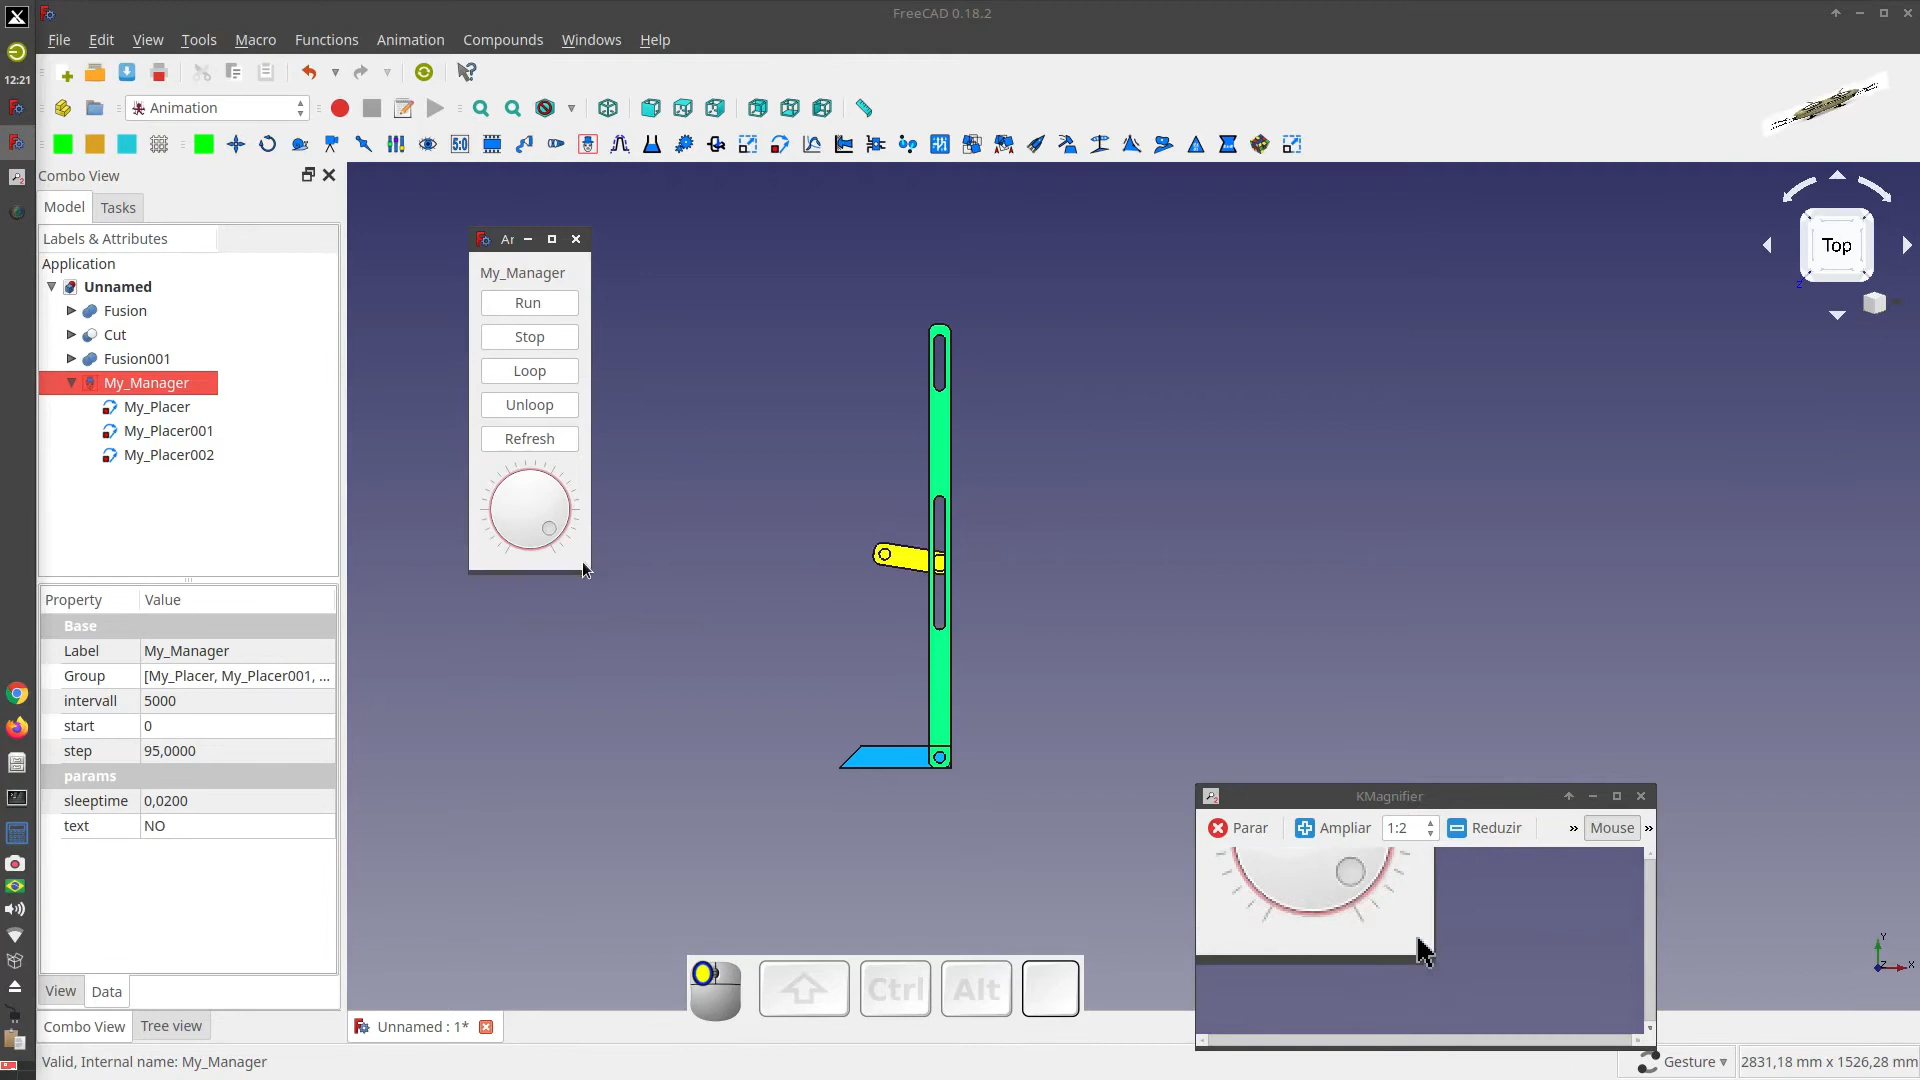 FreeCAD 0.18.2
File Edit View Tools Macro Functions Animation Compounds Windows Help
12:21
Animation
5:0
Combo View
Model Tasks
Labels & Attributes
Application
Unnamed
Fusion
Cut
Fusion001
My_Manager
My_Placer
My_Placer001
My_Placer002
Property Value
Base
Label My_Manager
Group [My_Placer, My_Placer001, ...
intervall 5000
start 0
step 95,0000
params
sleeptime 0,0200
text NO
View Data
Combo View Tree view
Valid, Internal name: My_Manager
Ar
My_Manager
Run
Stop
Loop
Unloop
Refresh
Top
Z
KMagnifier
Parar Ampliar 1:2 Reduzir » Mouse »
Ctrl Alt
Y
Z X
Unnamed : 1*
Gesture 2831,18 mm x 1526,28 mm